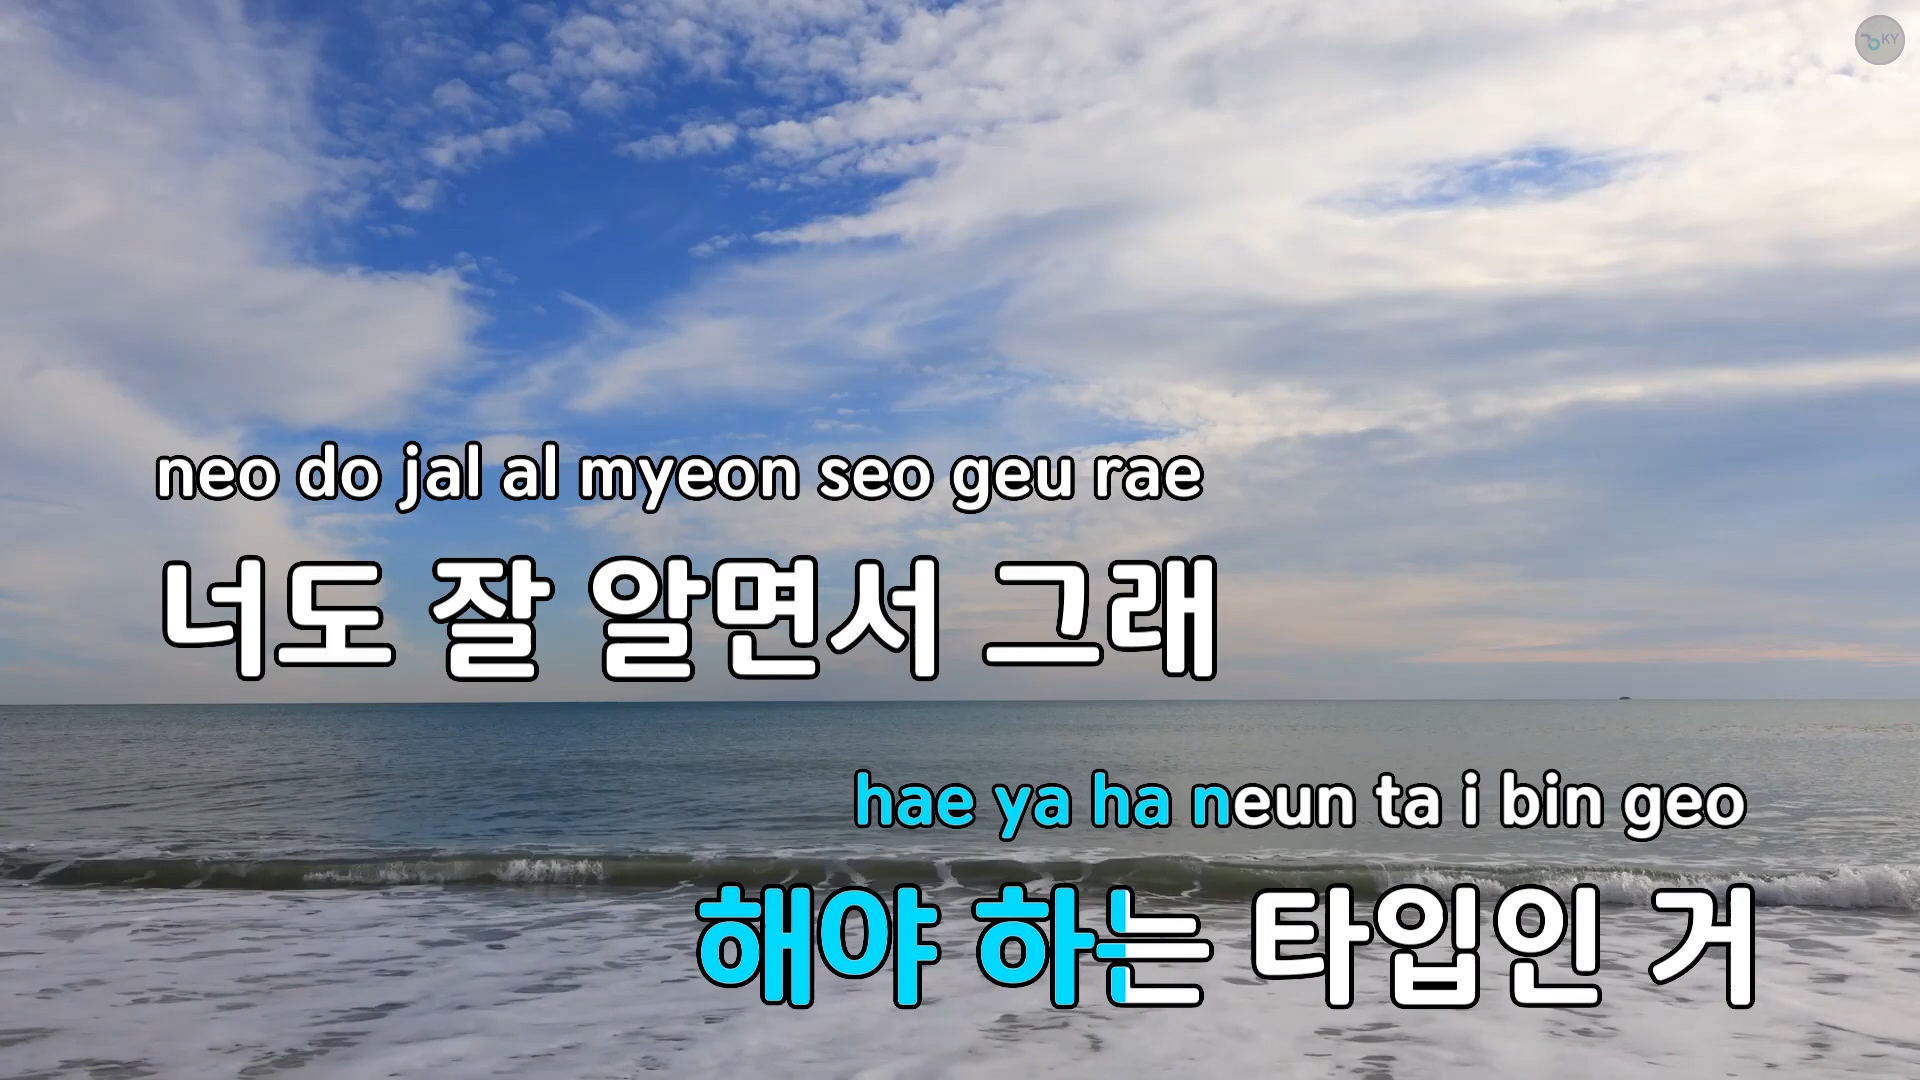 KY
neo do jal al myeon seo geu rae
너도 잘 알면서 그래
hae ya ha neun ta i bin geo
해야 하는 타입인 거